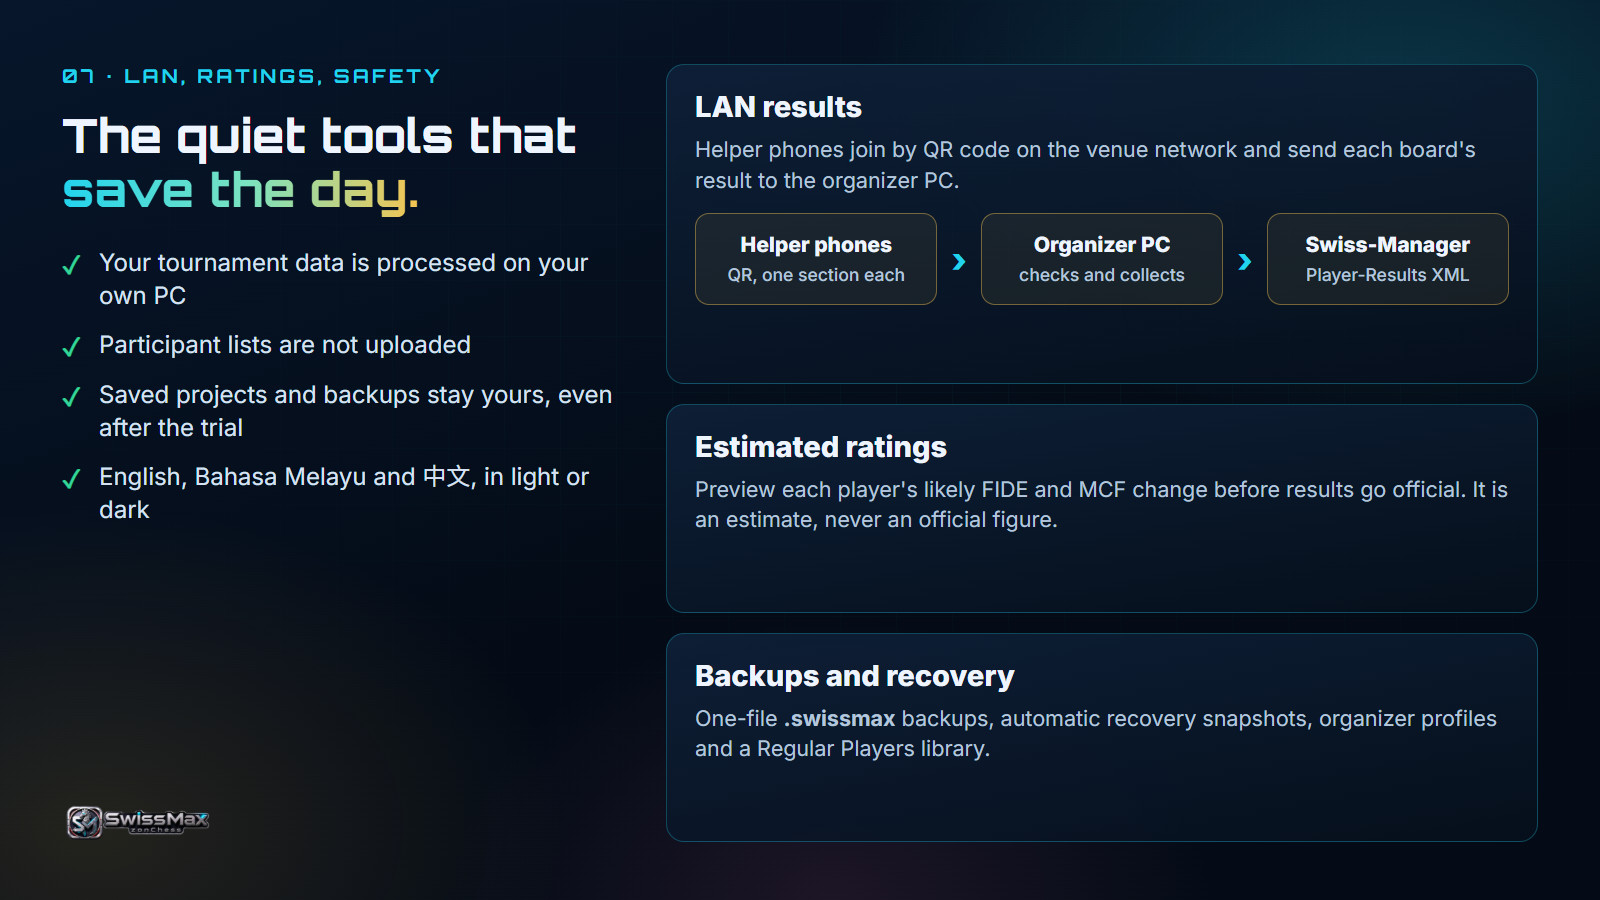 07 · LAN, RATINGS, SAFETY
The quiet tools that
save the day.
✓ Your tournament data is processed on your
own PC
✓ Participant lists are not uploaded
✓ Saved projects and backups stay yours, even
after the trial
✓ English, Bahasa Melayu and 中文, in light or
dark
SwissMax
zonChess
LAN results
Helper phones join by QR code on the venue network and send each board's
result to the organizer PC.
Helper phones
QR, one section each
›
Organizer PC
checks and collects
›
Swiss-Manager
Player-Results XML
Estimated ratings
Preview each player's likely FIDE and MCF change before results go official. It is
an estimate, never an official figure.
Backups and recovery
One-file .swissmax backups, automatic recovery snapshots, organizer profiles
and a Regular Players library.